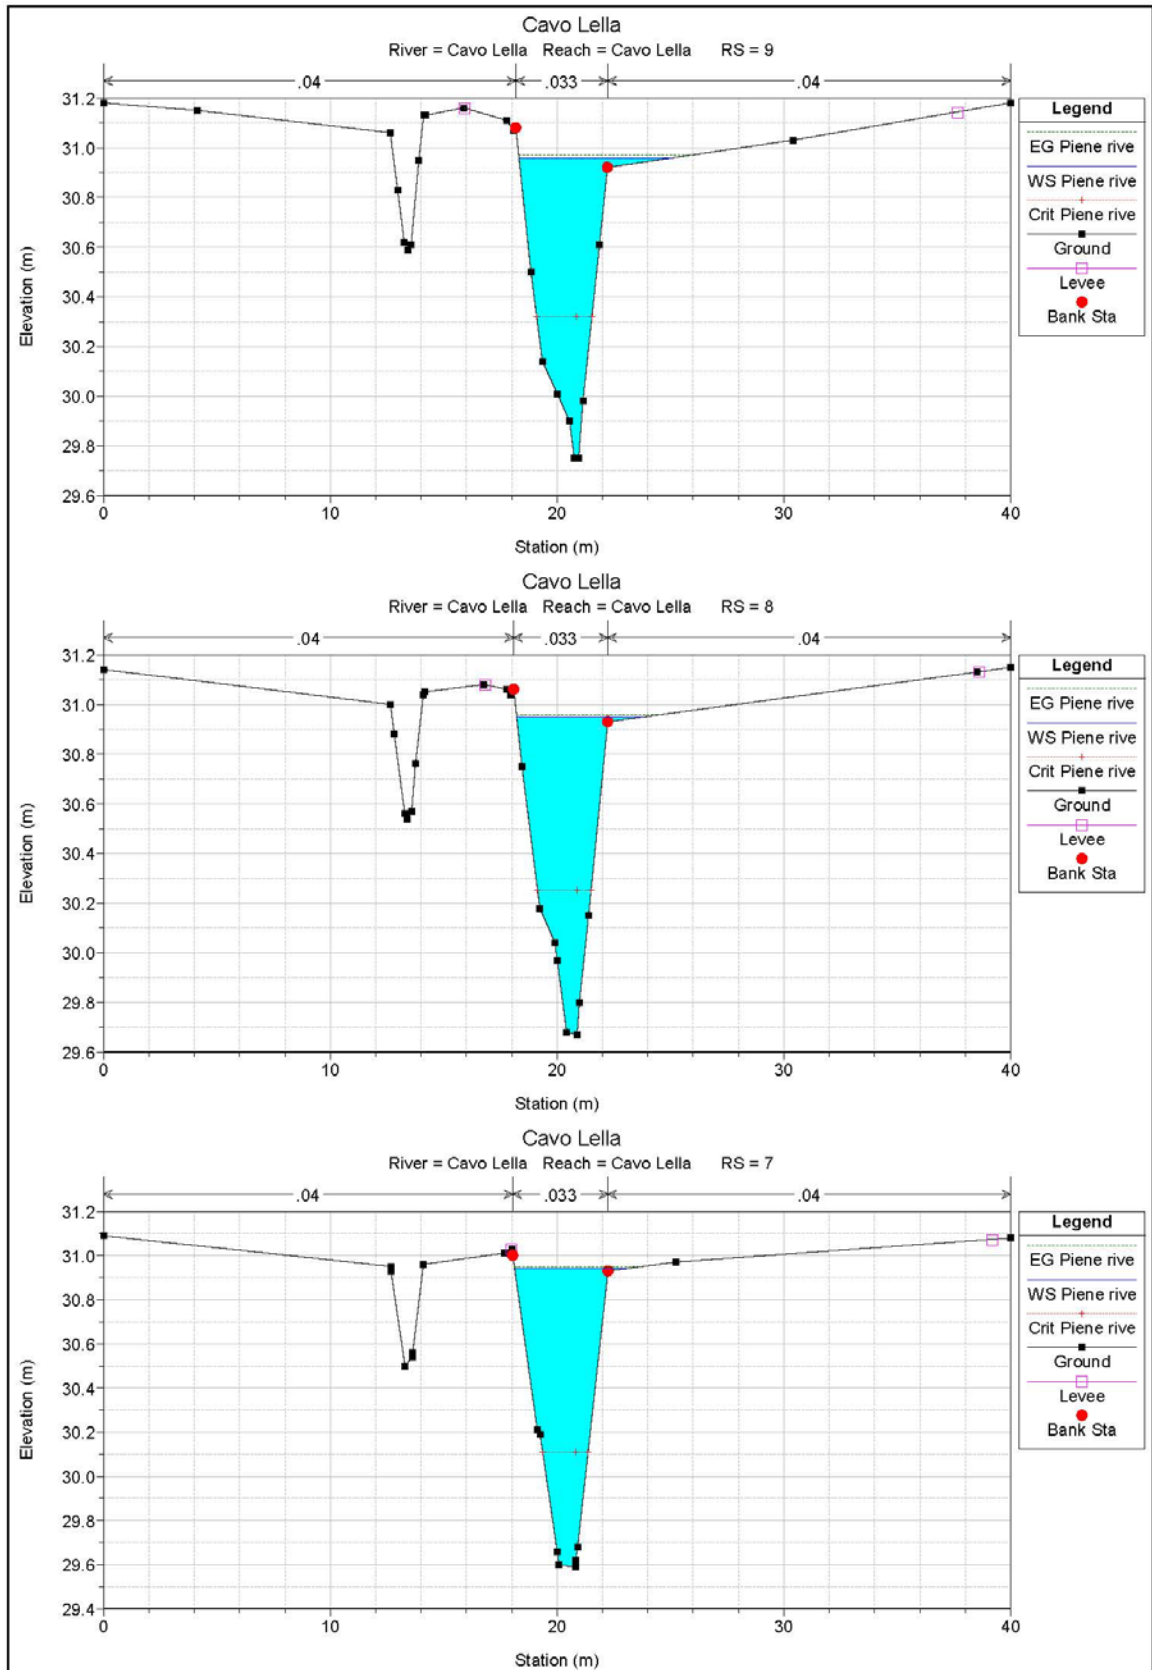 Cavo Lella
River = Cavo Lella Reach = Cavo Lella RS = 9
.04 .033 .04
31.2
31.0
30.8
30.6
30.4
30.2
30.0
29.8
29.6
Elevation (m)
0 10 20 30 40
Station (m)
Legend
EG Piene rive
WS Piene rive
Crit Piene rive
Ground
Levee
Bank Sta
Cavo Lella
River = Cavo Lella Reach = Cavo Lella RS = 8
.04 .033 .04
31.2
31.0
30.8
30.6
30.4
30.2
30.0
29.8
29.6
Elevation (m)
0 10 20 30 40
Station (m)
Legend
EG Piene rive
WS Piene rive
Crit Piene rive
Ground
Levee
Bank Sta
Cavo Lella
River = Cavo Lella Reach = Cavo Lella RS = 7
.04 .033 .04
31.2
31.0
30.8
30.6
30.4
30.2
30.0
29.8
29.6
29.4
Elevation (m)
0 10 20 30 40
Station (m)
Legend
EG Piene rive
WS Piene rive
Crit Piene rive
Ground
Levee
Bank Sta